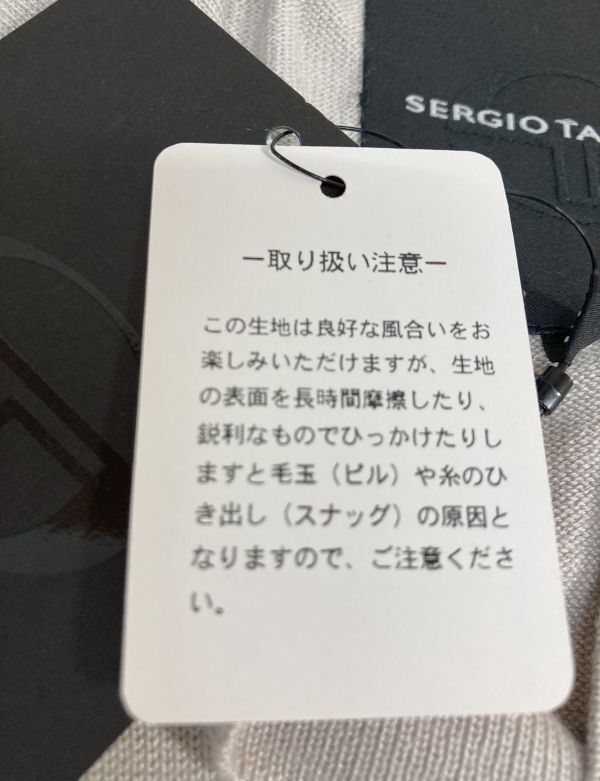 SERGIO TA
ー取り扱い注意ー
この生地は良好な風合いをお
楽しみいただけますが、生地
の表面を長時間摩擦したり、
鋭利なものでひっかけたりし
ますと毛玉（ピル）や糸のひ
き出し（スナッグ）の原因と
なりますので、ご注意くださ
い。